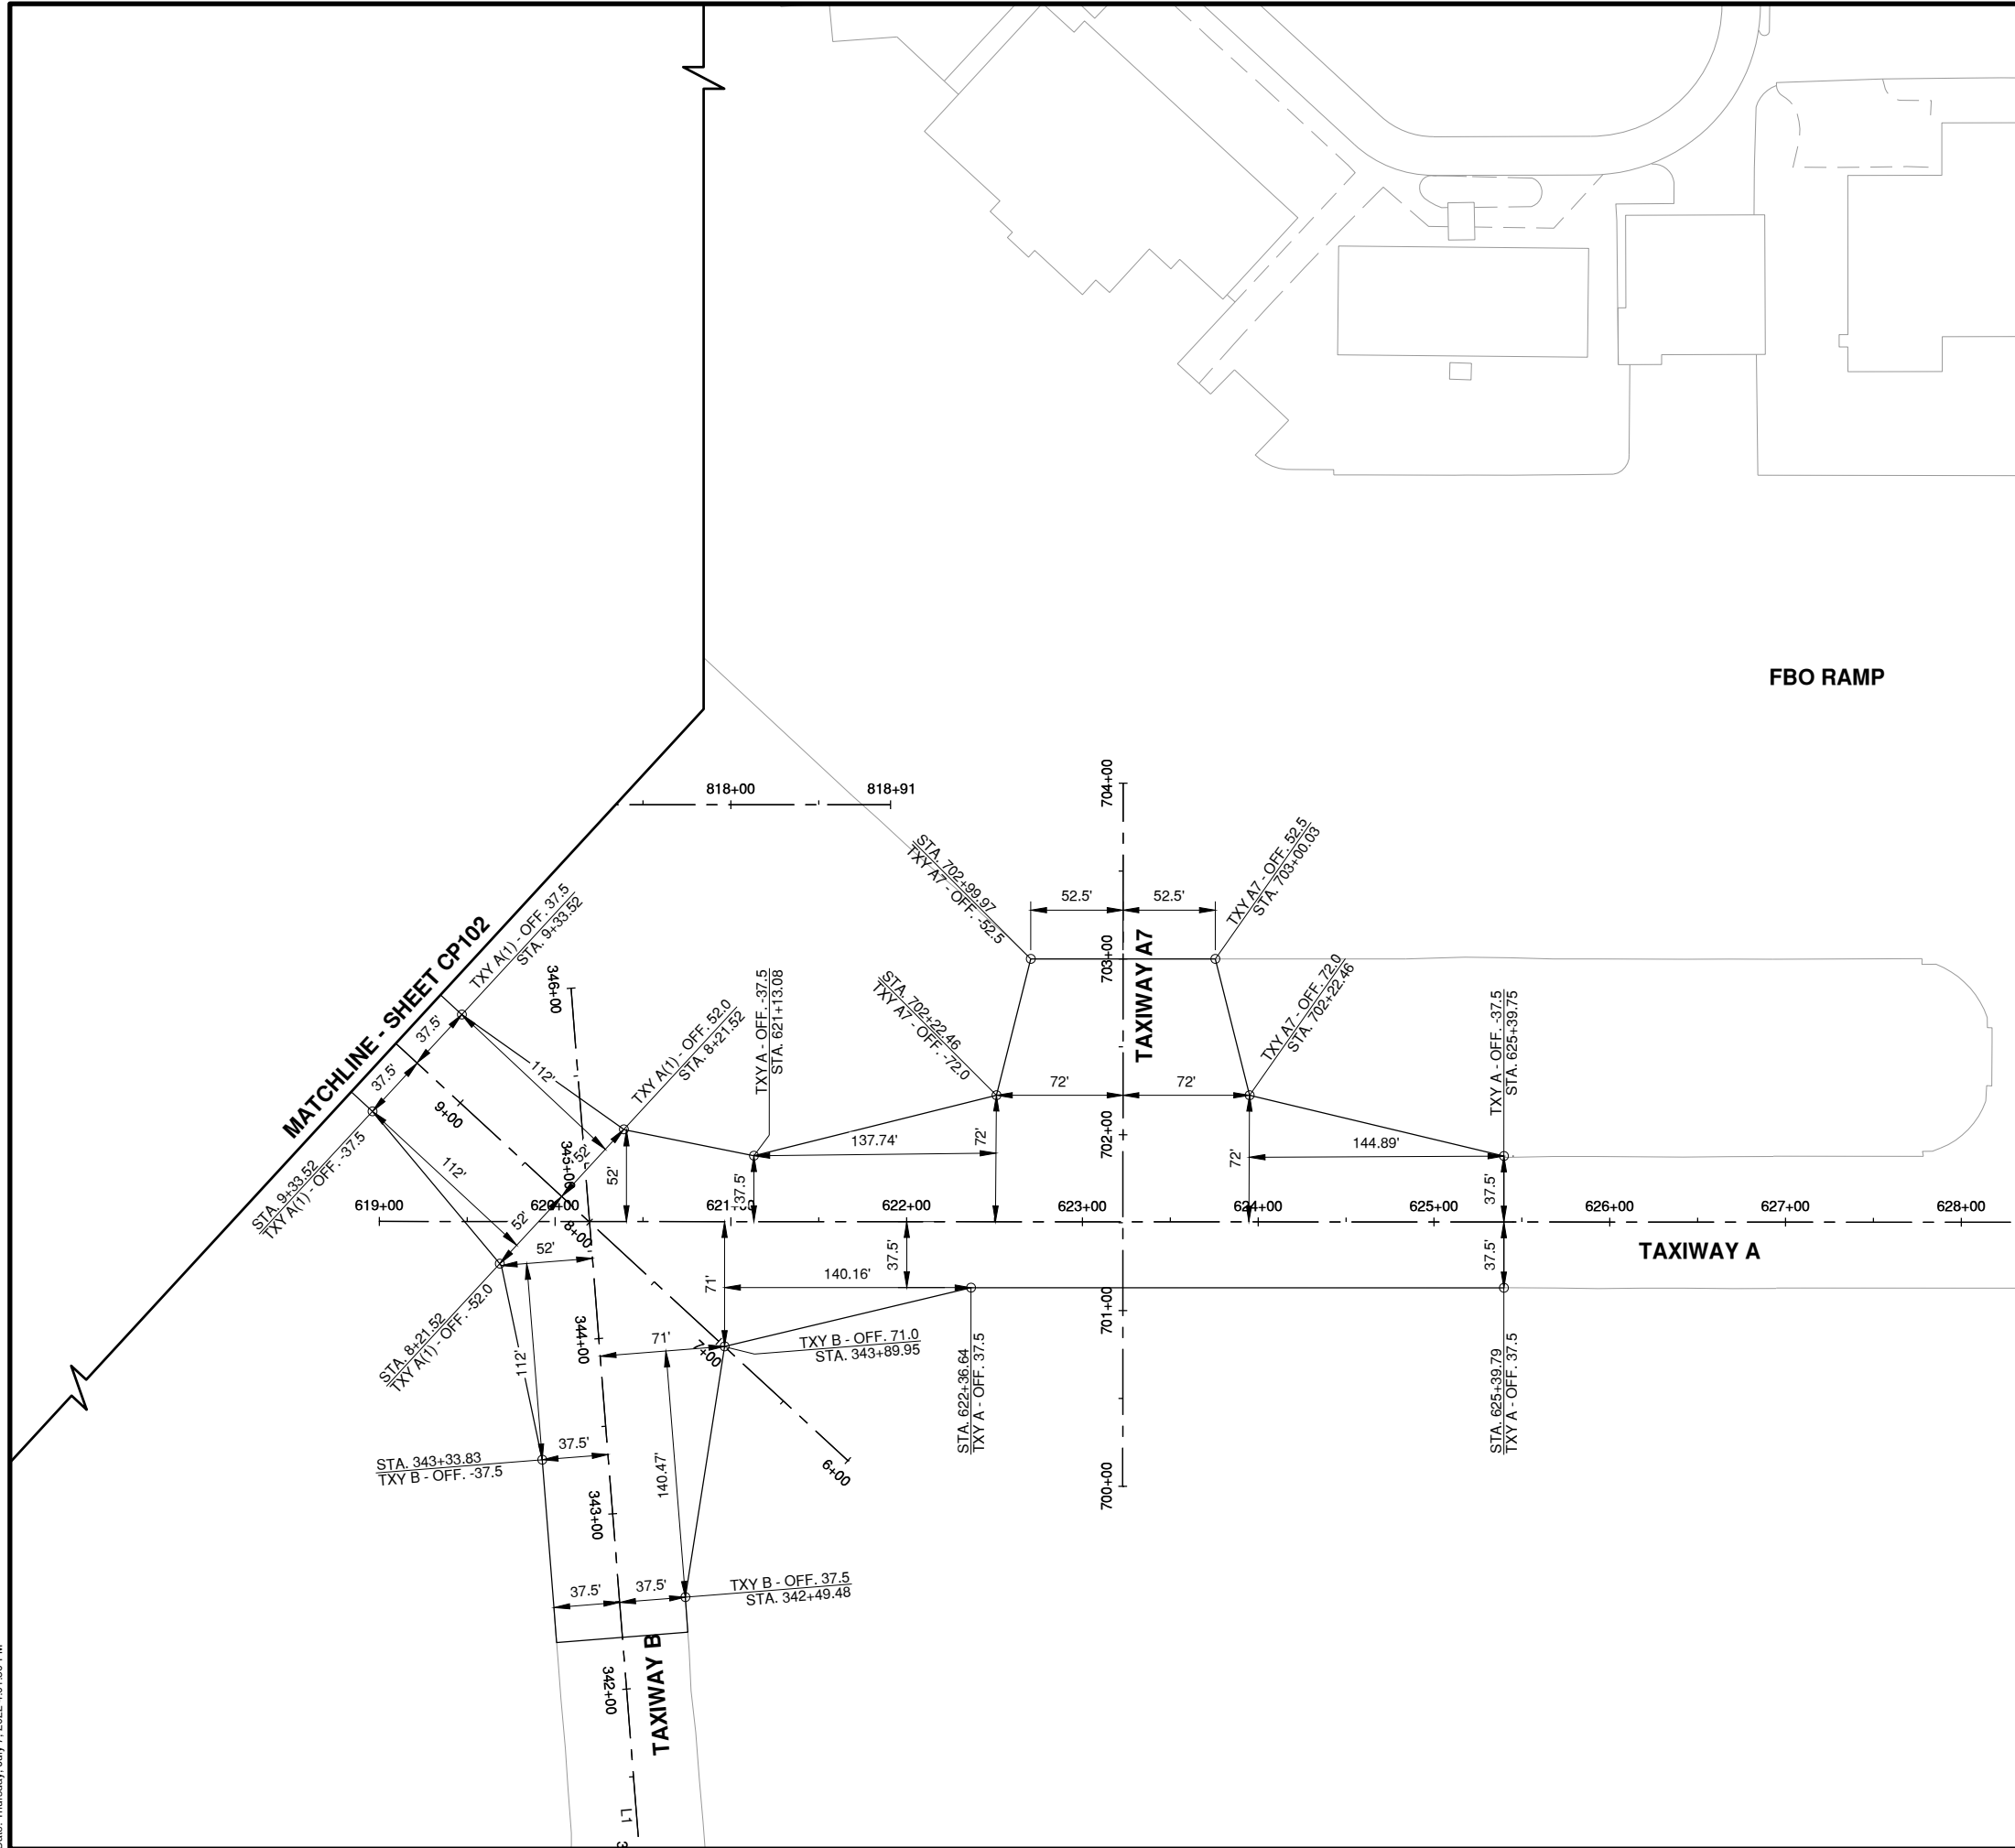 FBO RAMP
MATCHLINE - SHEET CP102
818+00
818+91
704+00
STA. 702+99.97
TXY A7 - OFF. -52.5
TXY A7 - OFF. 52.5
STA. 703+00.03
52.5'
52.5'
TXY A(1) - OFF. 37.5
STA. 9+33.52
703+00
TAXIWAY A7
346+00
TXY A(1) - OFF. 52.0
STA. 8+21.52
TXY A - OFF. -37.5
STA. 621+13.08
STA. 702+22.46
TXY A7 - OFF. -72.0
TXY A7 - OFF. 72.0
STA. 702+22.46
TXY A - OFF. -37.5
STA. 625+39.75
37.5'
37.5'
112'
9+00
72'
72'
702+00
137.74'
72'
72'
144.89'
STA. 9+33.52
TXY A(1) - OFF. -37.5
112'
345+00
52'
52'
37.5'
37.5'
619+00
620+00
622+00
623+00
624+00
625+00
626+00
627+00
628+00
TAXIWAY A
52'
8+00
52'
71'
37.5'
140.16'
37.5'
701+00
STA. 8+21.52
TXY A(1) - OFF. -52.0
112'
344+00
71'
7+00
TXY B - OFF. 71.0
STA. 343+89.95
STA. 622+36.64
TXY A - OFF. 37.5
STA. 625+39.79
TXY A - OFF. 37.5
STA. 343+33.83
TXY B - OFF. -37.5
37.5'
140.47'
6+00
700+00
343+00
37.5'
37.5'
TXY B - OFF. 37.5
STA. 342+49.48
342+00
TAXIWAY B
L1